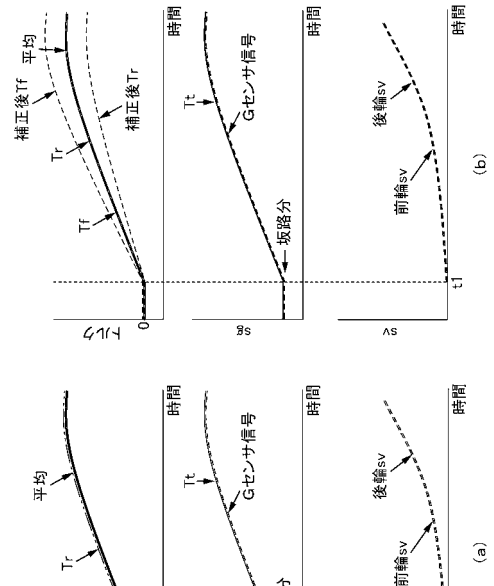 補正後Tf
平均
Tr
Tf
補正後Tr
トルク
0
時間
Tt
Gセンサ信号
坂路分
sg
時間
後輪sv
前輪sv
sv
t1
時間
(b)
平均
Tr
時間
Tt
Gセンサ信号
分
時間
後輪sv
前輪sv
時間
(a)